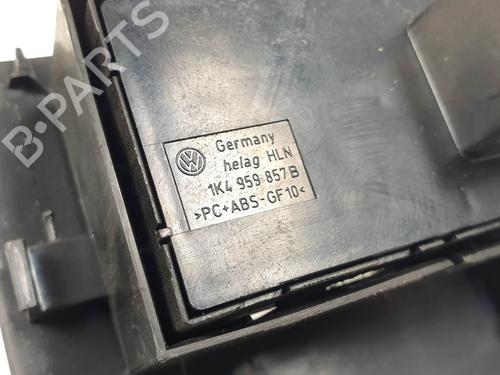 B-PARTS
Germany
helag HLN
1K4 959 857 B
>PC+ABS-GF10<